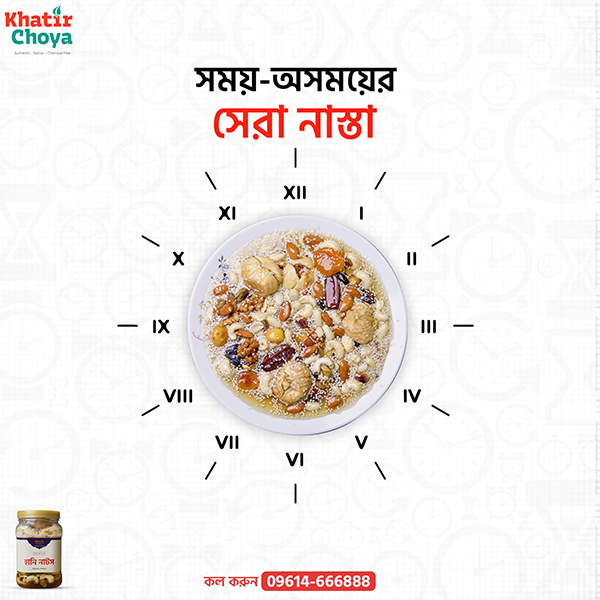 Khatir
Choya
Authentic • Native • Chemical Free
সময়-অসময়ের
সেরা নাস্তা
XII
XI
I
X
II
IX
III
VIII
IV
VII
V
VI
হানি নাটস
কল করুন 09614-666888